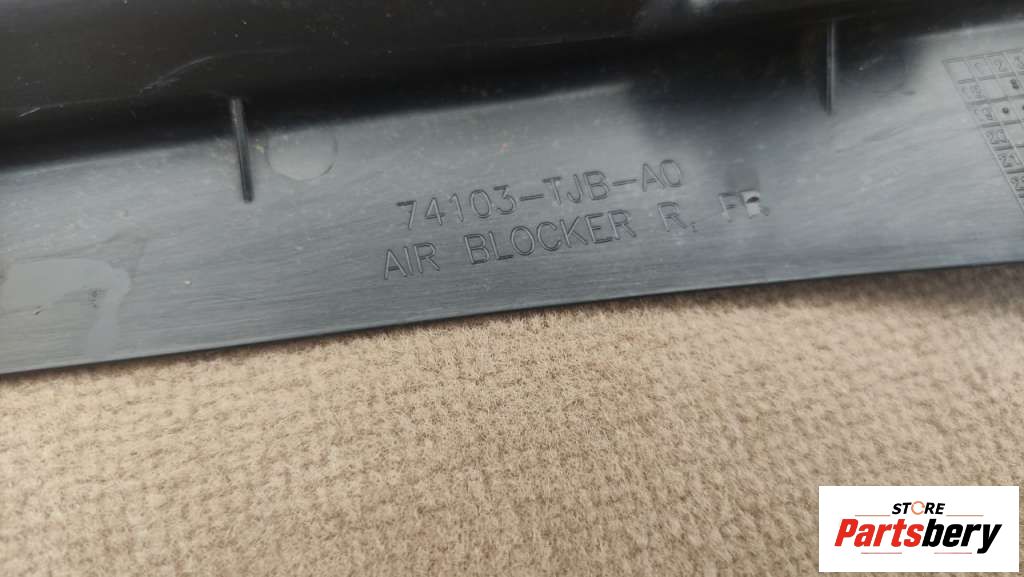 74103-TJB-A0
AIR BLOCKER R, FR
STORE
Partsbery